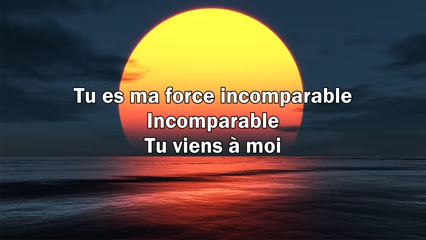 Tu es ma force incomparable
Incomparable
Tu viens à moi